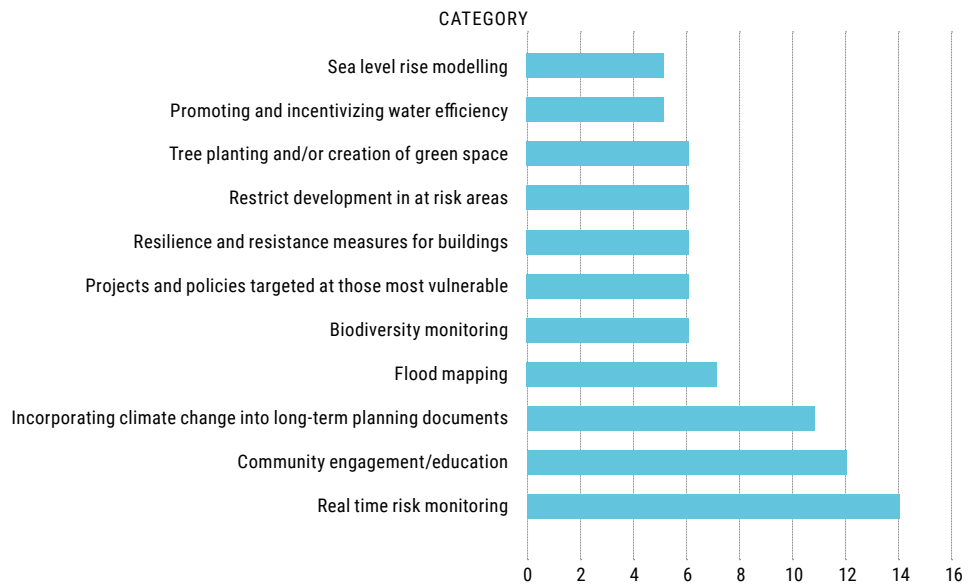 CATEGORY
Sea level rise modelling
Promoting and incentivizing water efficiency
Tree planting and/or creation of green space
Restrict development in at risk areas
Resilience and resistance measures for buildings
Projects and policies targeted at those most vulnerable
Biodiversity monitoring
Flood mapping
Incorporating climate change into long-term planning documents
Community engagement/education
Real time risk monitoring
0 2 4 6 8 10 12 14 16